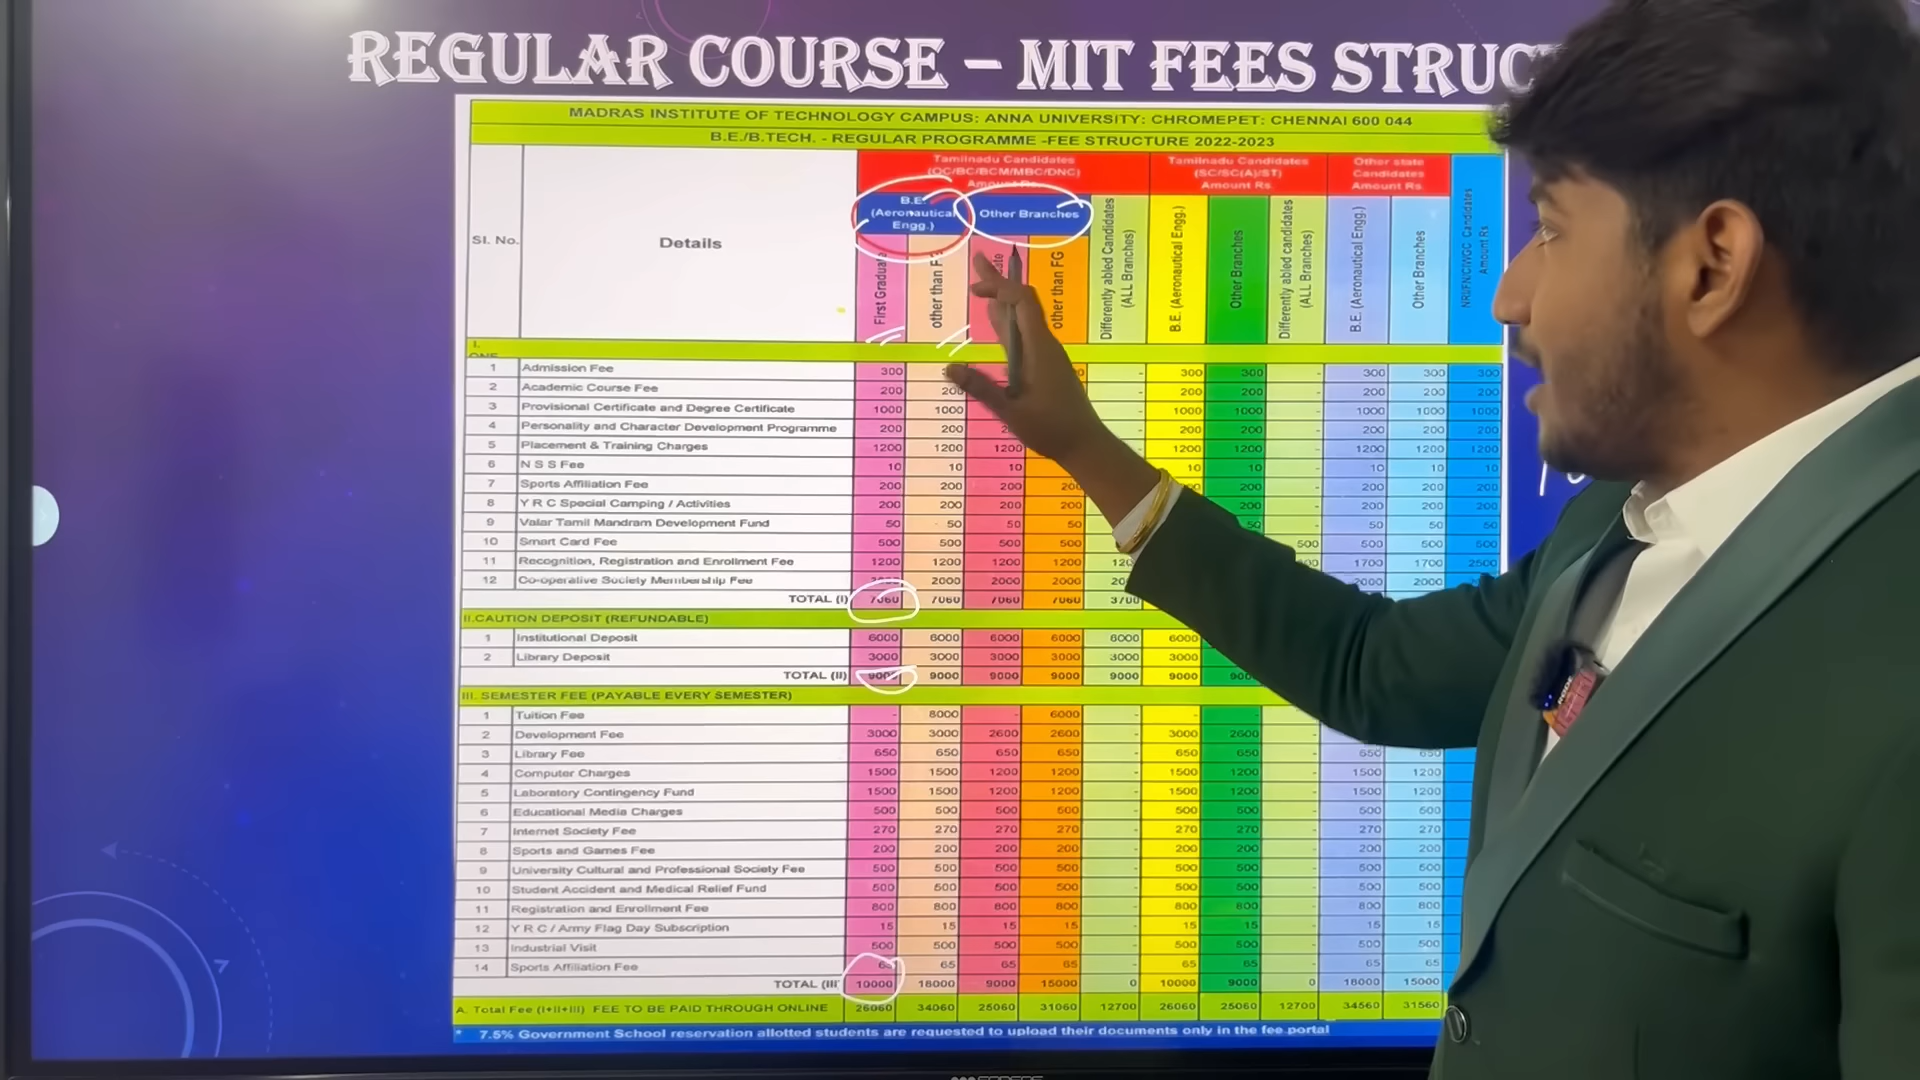 REGULAR COURSE – MIT FEES STRUC
MADRAS INSTITUTE OF TECHNOLOGY CAMPUS: ANNA UNIVERSITY: CHROMEPET: CHENNAI 600 044
B.E./B.TECH. - REGULAR PROGRAMME -FEE STRUCTURE 2022-2023
Sl. No. Details
Tamilnadu Candidates (OC/BC/BCM/MBC/DNC) Amount Rs.
Tamilnadu Candidates (SC/SC(A)/ST) Amount Rs.
Other state Candidates Amount Rs
NRI/FN/CIWGC Candidates Amount Rs
B.E. (Aeronautical Engg.)
Other Branches
First Graduate
other than
other than FG
Differently abled Candidates (ALL Branches)
B.E. (Aeronautical Engg.)
Other Branches
Differently abled candidates (ALL Branches)
B.E. (Aeronautical Engg.)
Other Branches
I.
1 Admission Fee 300 - 300 300 - 300 300 300
2 Academic Course Fee 200 200 - 200 200 - 200 200 200
3 Provisional Certificate and Degree Certificate 1000 1000 - 1000 1000 - 1000 1000 1000
4 Personality and Character Development Programme 200 200 - 200 200 - 200 200 200
5 Placement & Training Charges 1200 1200 1200 1200 1200 - 1200 1200 1200
6 N S S Fee 10 10 10 10 10 - 10 10 10
7 Sports Affiliation Fee 200 200 200 200 200 - 200 200 200
8 Y R C Special Camping / Activities 200 200 200 200 200 - 200 200 200
9 Valar Tamil Mandram Development Fund 50 50 50 50 50 - 50 50 50
10 Smart Card Fee 500 500 500 500 500 500 500 500
11 Recognition, Registration and Enrollment Fee 1200 1200 1200 1200 1700 1700 2500
12 Co-operative Society Membership Fee 2000 2000 2000 2000 2000
TOTAL (I) 7060 7060 7060 7060 3700
II.CAUTION DEPOSIT (REFUNDABLE)
1 Institutional Deposit 6000 6000 6000 6000 6000 6000
2 Library Deposit 3000 3000 3000 3000 3000 3000
TOTAL (II) 9000 9000 9000 9000 9000 9000
III. SEMESTER FEE (PAYABLE EVERY SEMESTER)
1 Tuition Fee - 8000 - 6000 - - - -
2 Development Fee 3000 3000 2600 2600 - 3000 2600 -
3 Library Fee 650 650 650 650 - 650 650 - 650 650
4 Computer Charges 1500 1500 1200 1200 - 1500 1200 - 1500 1200
5 Laboratory Contingency Fund 1500 1500 1200 1200 - 1500 1200 - 1500 1200
6 Educational Media Charges 500 500 500 500 - 500 500 - 500 500
7 Internet Society Fee 270 270 270 270 - 270 270 - 270 270
8 Sports and Games Fee 200 200 200 200 - 200 200 - 200 200
9 University Cultural and Professional Society Fee 500 500 500 500 - 500 500 - 500 500
10 Student Accident and Medical Relief Fund 500 500 500 500 - 500 500 - 500 500
11 Registration and Enrollment Fee 800 800 800 800 - 800 800 - 800 800
12 Y R C / Army Flag Day Subscription 15 15 15 15 - 15 15 - 15 15
13 Industrial Visit 500 500 500 500 - 500 500 - 500 500
14 Sports Affiliation Fee 65 65 65 65 - 65 65 - 65 65
TOTAL (III 10000 18000 9000 15000 0 10000 9000 0 18000 15000
A. Total Fee (I+II+III) FEE TO BE PAID THROUGH ONLINE 26060 34060 25060 31060 12700 26060 25060 12700 34560 31560
* 7.5% Government School reservation allotted students are requested to upload their documents only in the fee portal